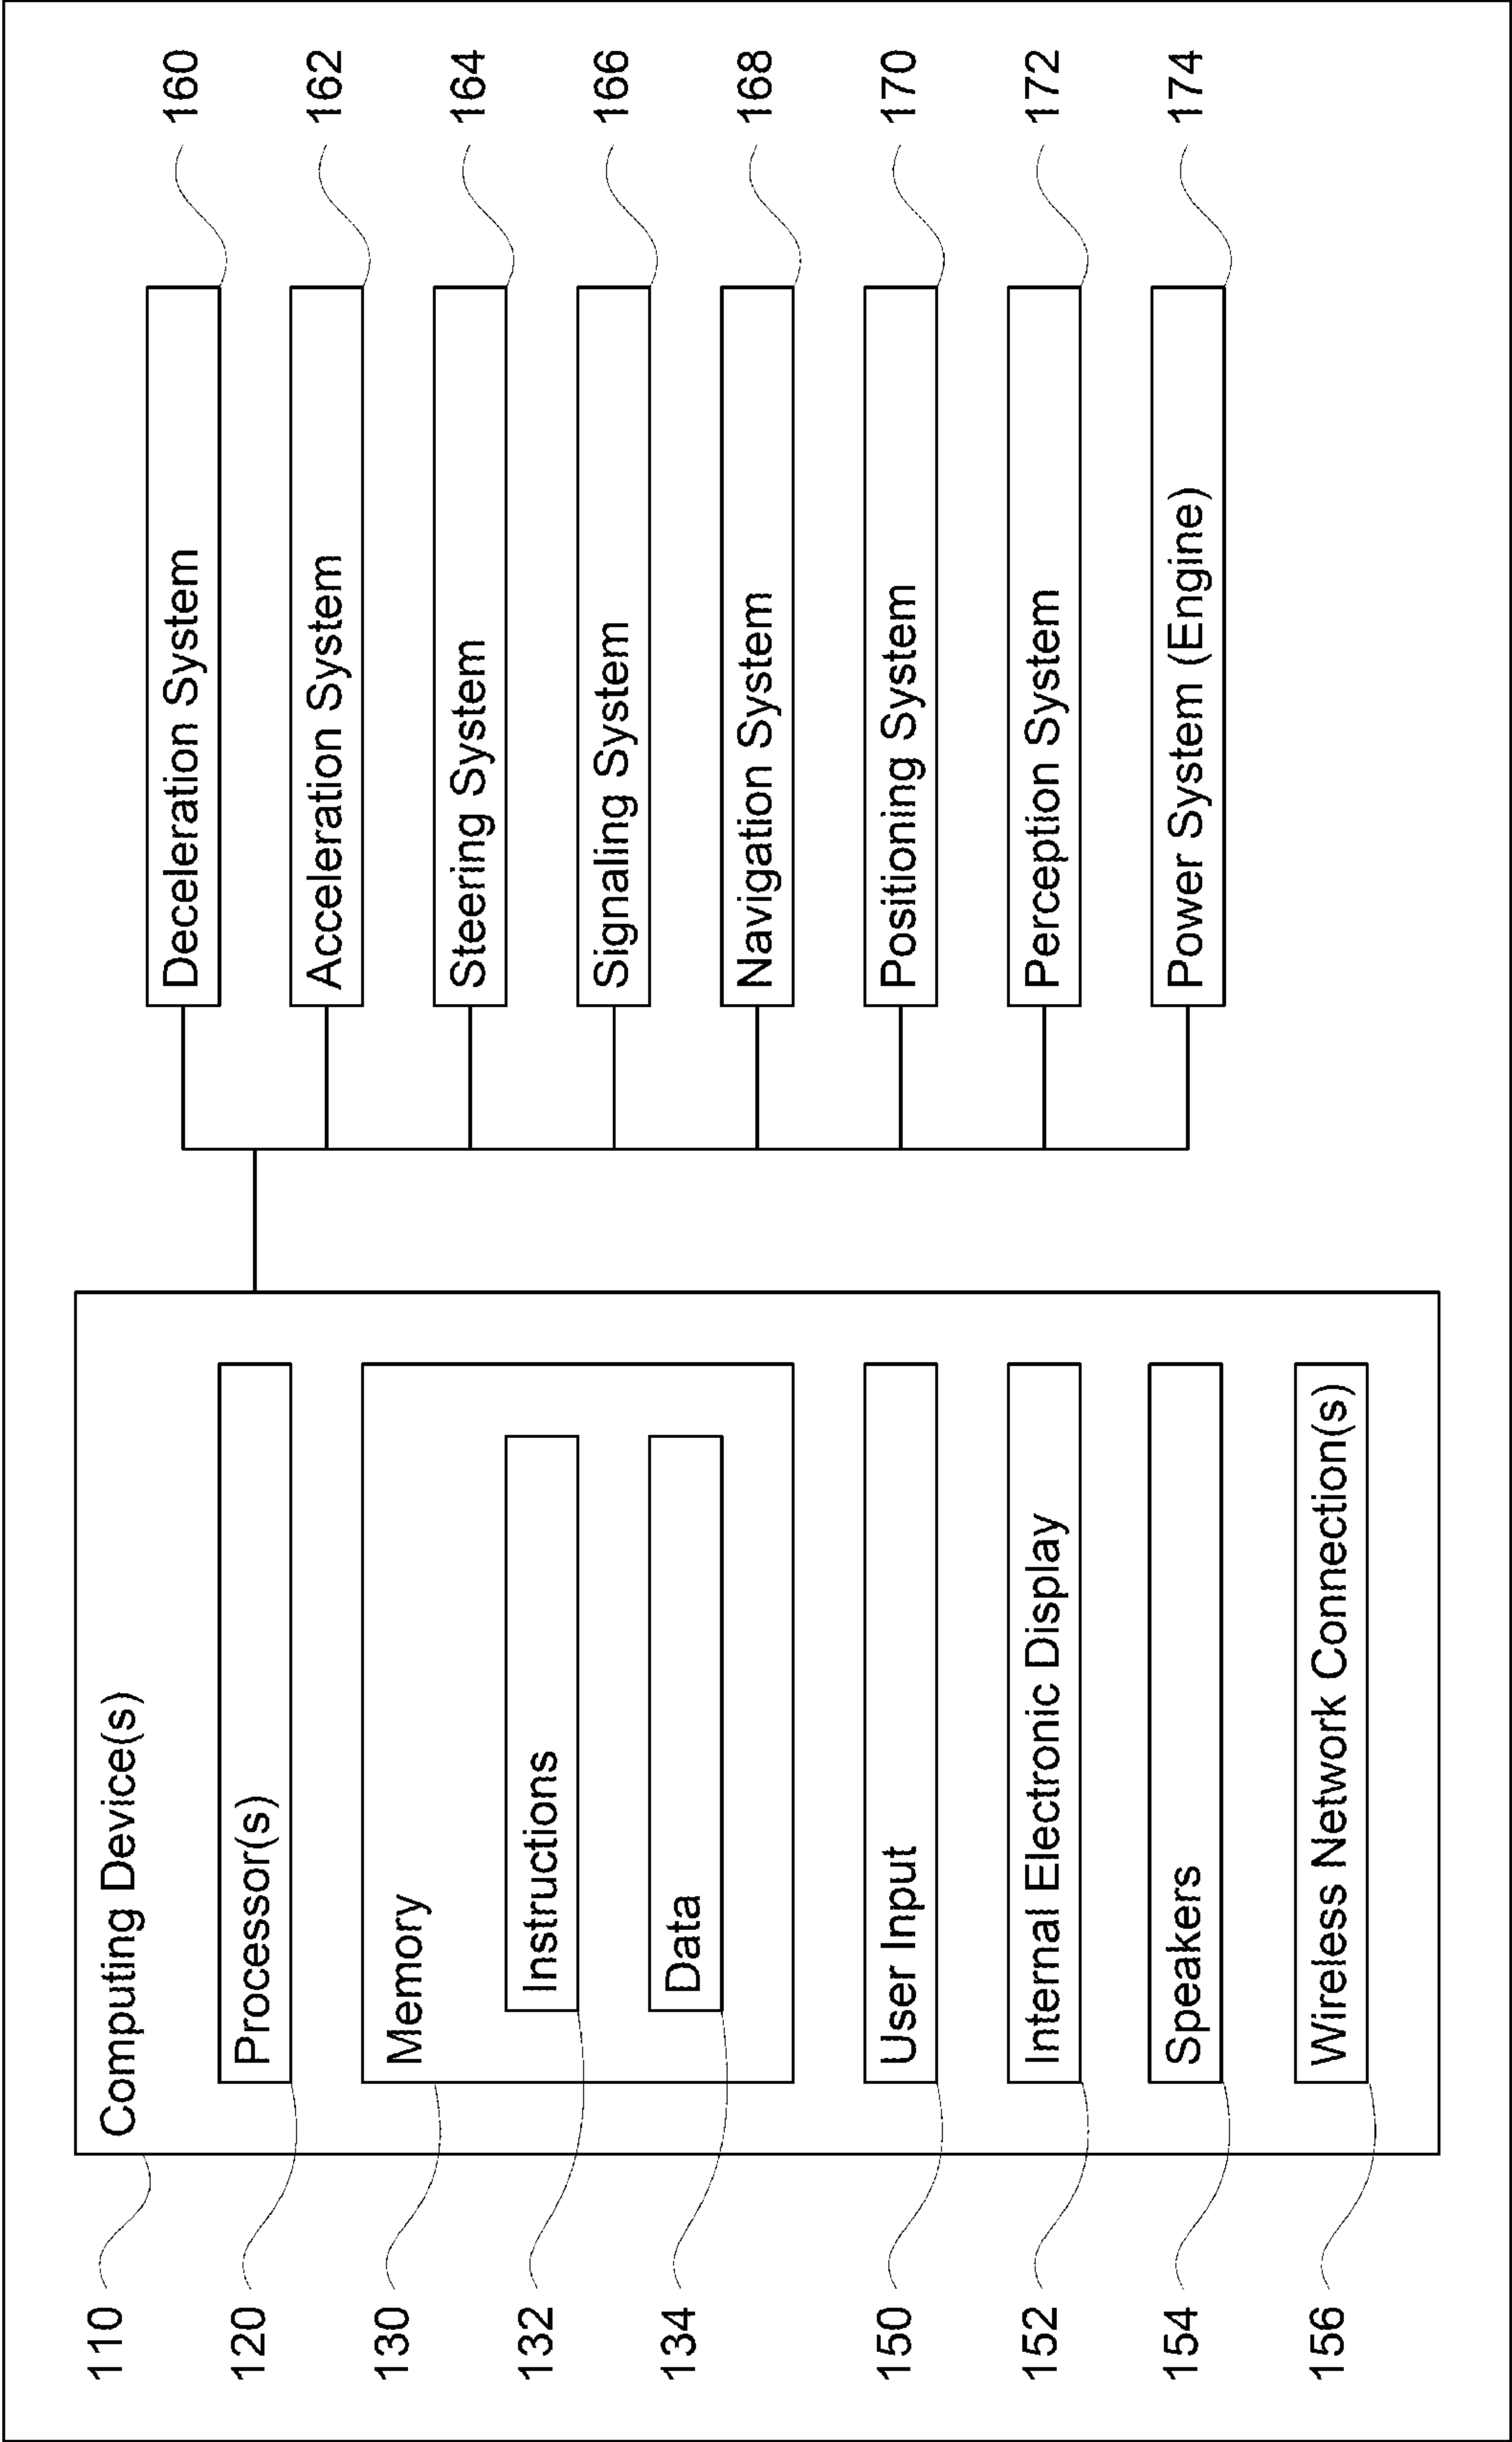 110
Computing Device(s)
120
Processor(s)
130
Memory
132
Instructions
134
Data
150
User Input
152
Internal Electronic Display
154
Speakers
156
Wireless Network Connection(s)
Deceleration System
160
Acceleration System
162
Steering System
164
Signaling System
166
Navigation System
168
Positioning System
170
Perception System
172
Power System (Engine)
174